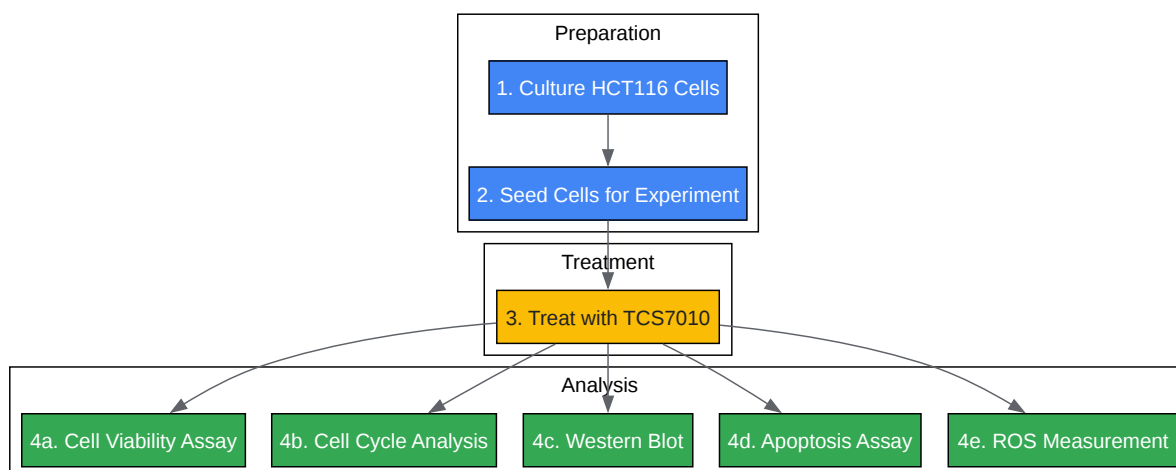 Preparation
1. Culture HCT116 Cells
2. Seed Cells for Experiment
Treatment
3. Treat with TCS7010
Analysis
4a. Cell Viability Assay
4b. Cell Cycle Analysis
4c. Western Blot
4d. Apoptosis Assay
4e. ROS Measurement